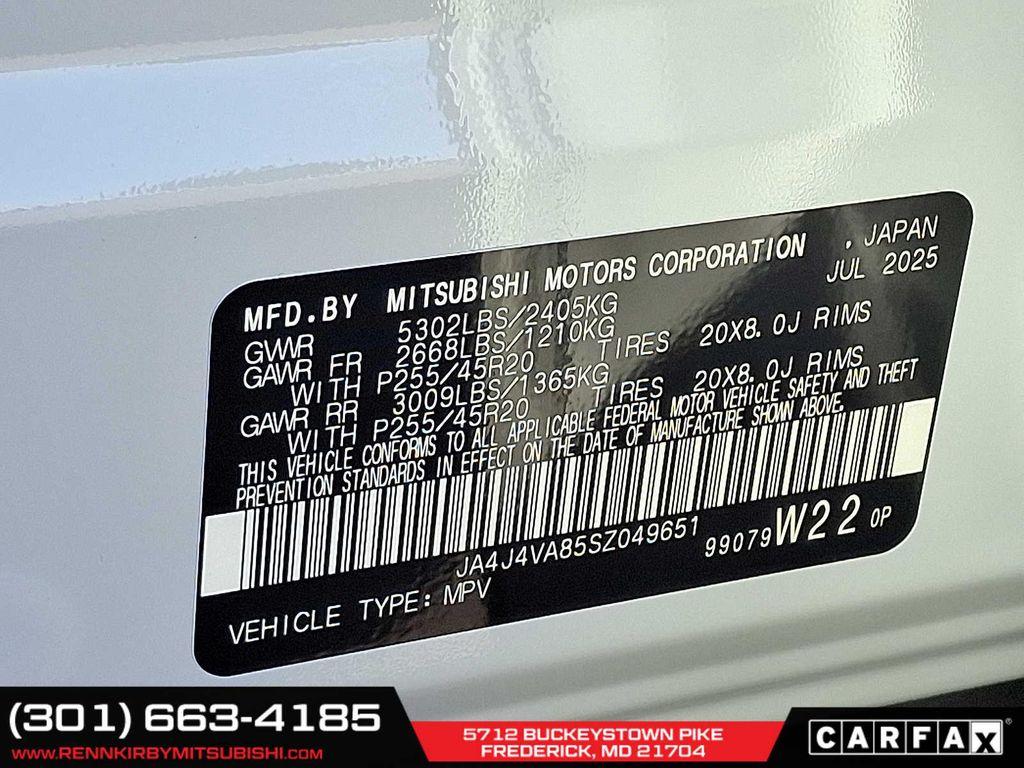 MFD.BY MITSUBISHI MOTORS CORPORATION . JAPAN
GVWR 5302LBS/2405KG JUL 2025
GAWR FR 2668LBS/1210KG
WITH P255/45R20 TIRES 20X8.0J RIMS
GAWR RR 3009LBS/1365KG
WITH P255/45R20 TIRES 20X8.0J RIMS
THIS VEHICLE CONFORMS TO ALL APPLICABLE FEDERAL MOTOR VEHICLE SAFETY AND THEFT
PREVENTION STANDARDS IN EFFECT ON THE DATE OF MANUFACTURE SHOWN ABOVE.
JA4J4VA85SZ049651 99079 W22 0P
VEHICLE TYPE: MPV
(301) 663-4185
WWW.RENNKIRBYMITSUBISHI.COM
5712 BUCKEYSTOWN PIKE
FREDERICK, MD 21704
CARFAX